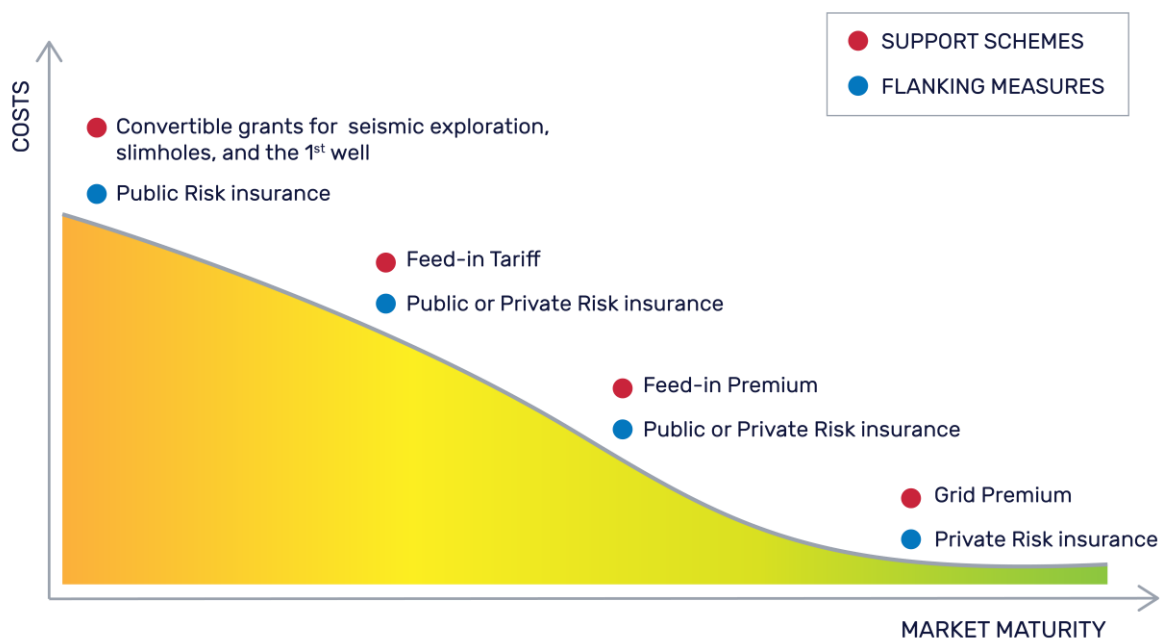 SUPPORT SCHEMES
FLANKING MEASURES
COSTS
Convertible grants for seismic exploration,
slimholes, and the 1st well
Public Risk insurance
Feed-in Tariff
Public or Private Risk insurance
Feed-in Premium
Public or Private Risk insurance
Grid Premium
Private Risk insurance
MARKET MATURITY